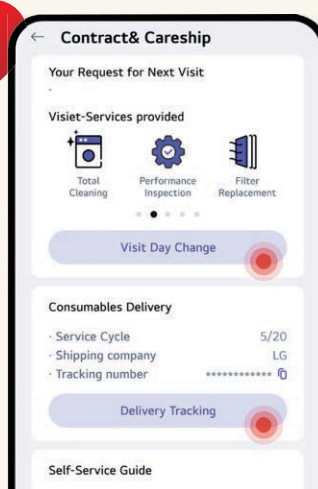 ← Contract& Careship
Your Request for Next Visit
-
Visiet-Services provided
Total Cleaning
Performance Inspection
Filter Replacement
Visit Day Change
Consumables Delivery
· Service Cycle 5/20
· Shipping company LG
· Tracking number ************
Delivery Tracking
Self-Service Guide